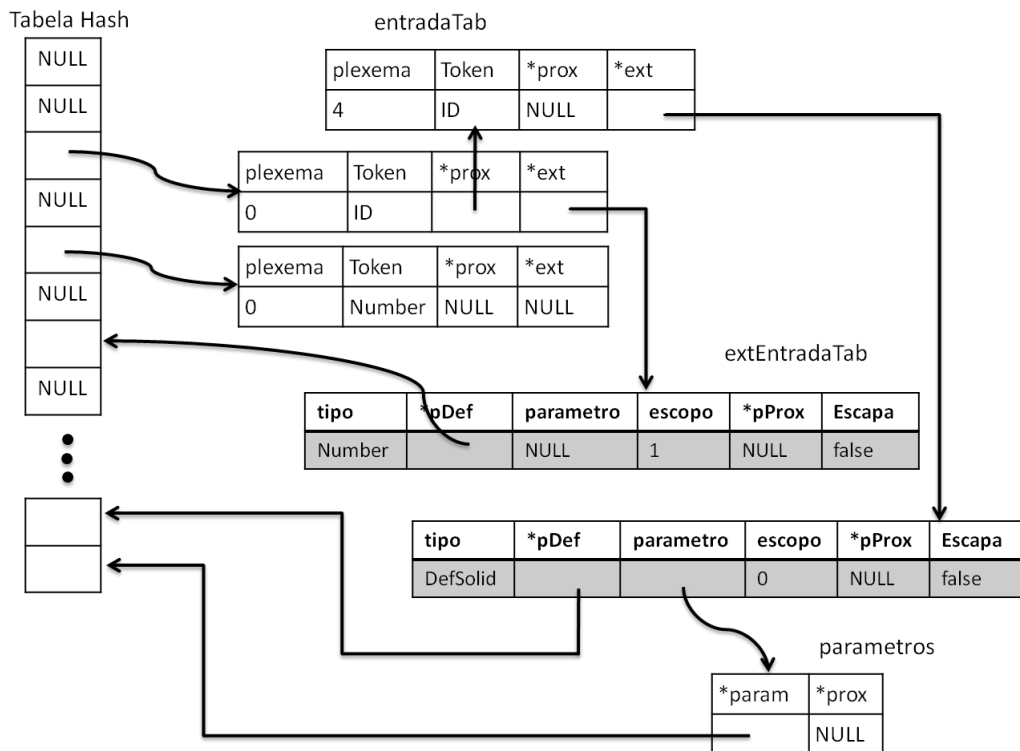 Tabela Hash
NULL
NULL
NULL
NULL
NULL
entradaTab
plexema Token *prox *ext
4 ID NULL
plexema Token *prox *ext
0 ID
plexema Token *prox *ext
0 Number NULL NULL
extEntradaTab
tipo *pDef parametro escopo *pProx Escapa
Number NULL 1 NULL false
tipo *pDef parametro escopo *pProx Escapa
DefSolid 0 NULL false
parametros
*param *prox
NULL